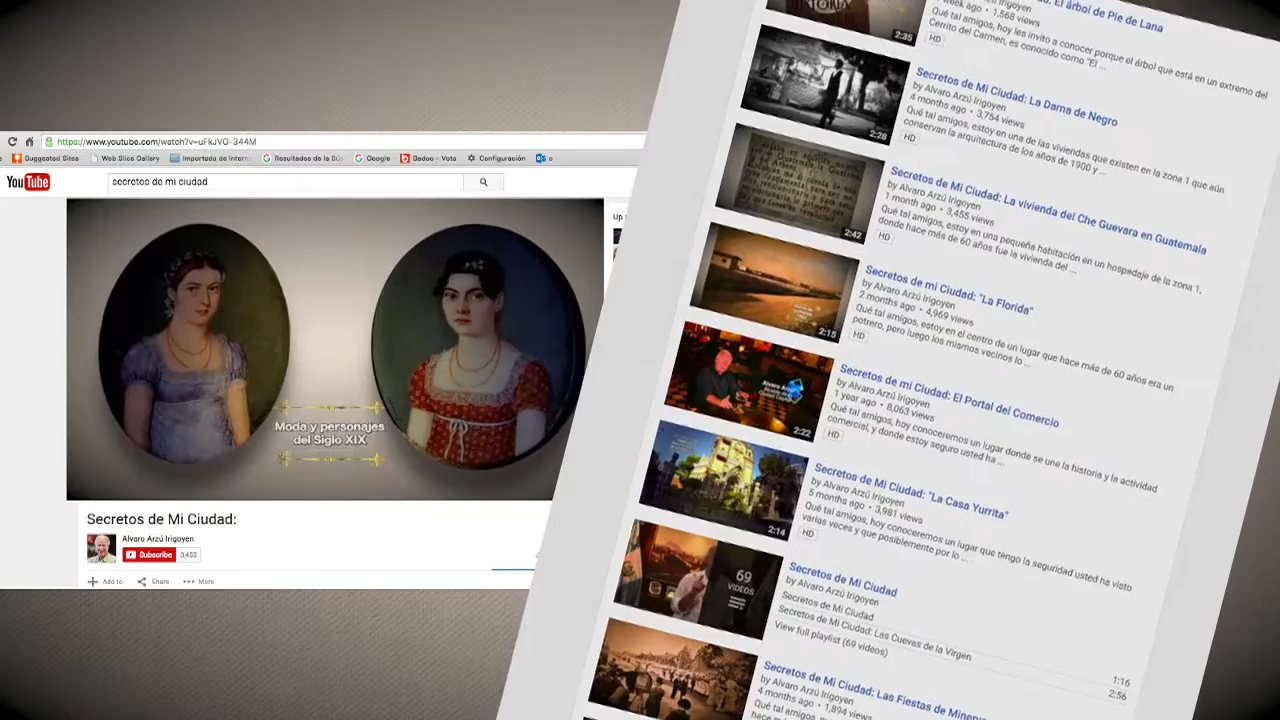 https://www.youtube.com/watch?v=uFkJVO-344M
Suggested Sites
Web Slice Gallery
Importada de Intern
Resultados de la Bús
Google
Badoo - Vota
Configuración
o
YouTube
secretos de mi ciudad
Up
Moda y personajes
del Siglo XIX
Secretos de Mi Ciudad:
Alvaro Arzú Irigoyen
Subscribe
3,455
Add to
Share
More
El árbol de Pie de Lana
week ago • 1,568 views
Qué tal amigos, hoy les invito a conocer porque el árbol que está en un extremo del
Cerrito del Carmen, es conocido como "El ...
HD
HISTORIA
2:35
Secretos de Mi Ciudad: La Dama de Negro
by Alvaro Arzú Irigoyen
4 months ago • 3,754 views
Qué tal amigos, estoy en una de las viviendas que existen en la zona 1 que aún
conservan la arquitectura de los años de 1900 y ...
HD
2:28
Secretos de Mi Ciudad: La vivienda del Che Guevara en Guatemala
by Alvaro Arzú Irigoyen
1 month ago • 3,455 views
Qué tal amigos, estoy en una pequeña habitación en un hospedaje de la zona 1,
donde hace más de 60 años fue la vivienda del ...
HD
2:42
Secretos de mi Ciudad: "La Florida"
by Alvaro Arzú Irigoyen
2 months ago • 4,969 views
Qué tal amigos, estoy en el centro de un lugar que hace más de 60 años era un
potrero, pero luego los mismos vecinos lo ...
HD
2:15
Secretos de mi Ciudad: El Portal del Comercio
by Alvaro Arzú Irigoyen
1 year ago • 8,063 views
Qué tal amigos, hoy conoceremos un lugar donde se une la historia y la actividad
comercial, y donde estoy seguro usted ha ...
HD
2:22
Secretos de Mi Ciudad: "La Casa Yurrita"
by Alvaro Arzú Irigoyen
5 months ago • 3,981 views
Qué tal amigos, hoy conoceremos un lugar que tengo la seguridad usted ha visto
varias veces y que posiblemente por lo ...
HD
2:14
Secretos de Mi Ciudad
by Alvaro Arzú Irigoyen
Secretos de Mi Ciudad
1:16
Secretos de Mi Ciudad: Las Cuevas de la Virgen
2:56
View full playlist (69 videos)
69
VIDEOS
Secretos de Mi Ciudad: Las Fiestas de
by Alvaro Arzú Irigoyen
4 months ago • 1,894 views
Qué tal amigos,